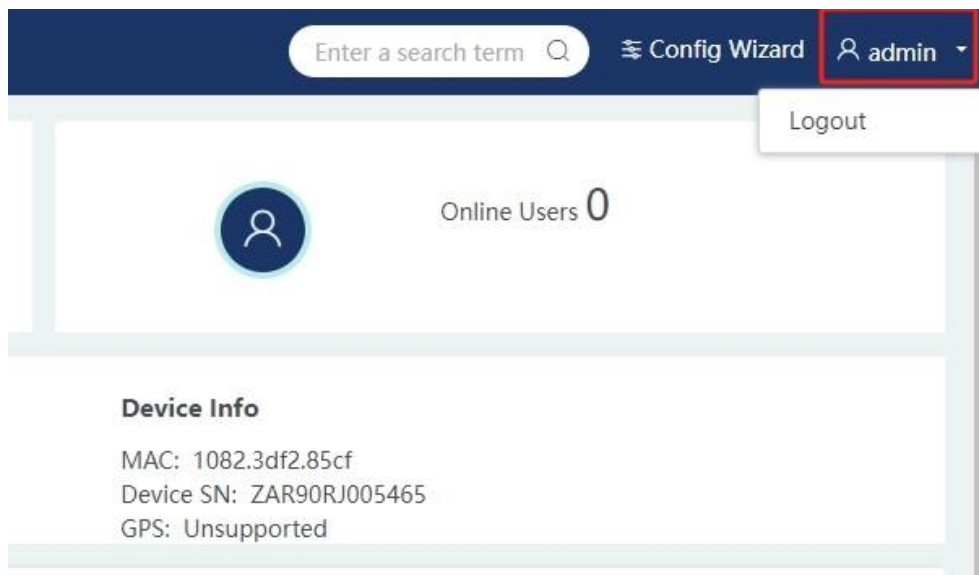 Enter a search term Config Wizard admin
Logout
Online Users 0
Device Info
MAC: 1082.3df2.85cf
Device SN: ZAR90RJ005465
GPS: Unsupported